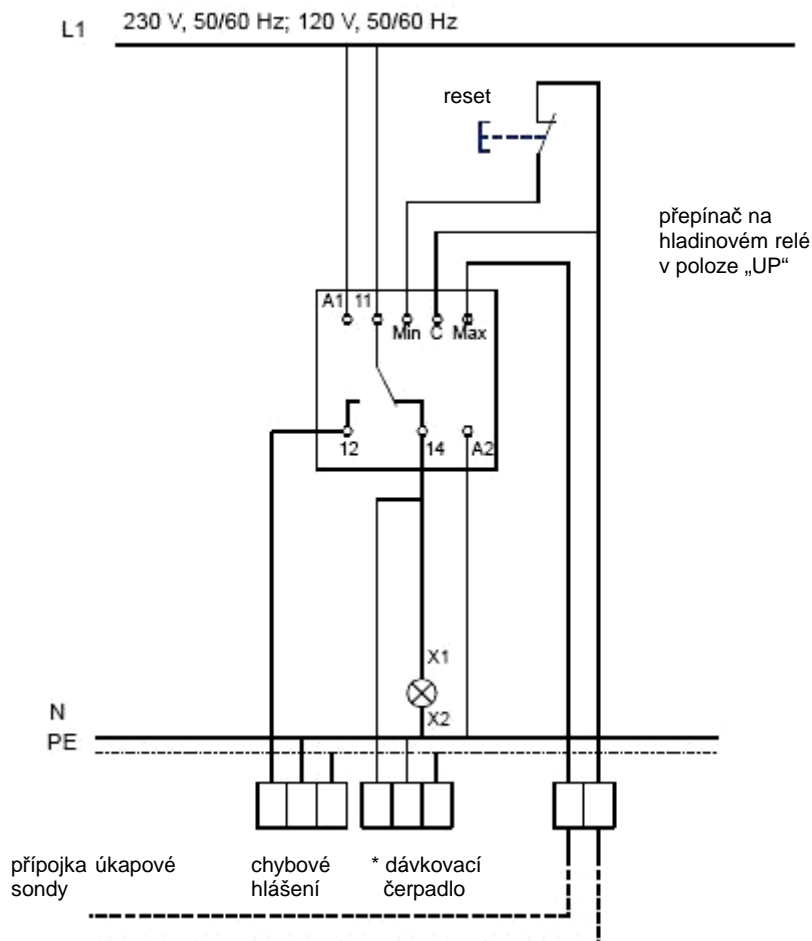 L1 230 V, 50/60 Hz; 120 V, 50/60 Hz
reset
přepínač na
hladinovém relé
v poloze „UP“
A1 11
Min C Max
12 14 A2
X1
X2
N
PE
přípojka úkapové
sondy
chybové
hlášení
* dávkovací
čerpadlo